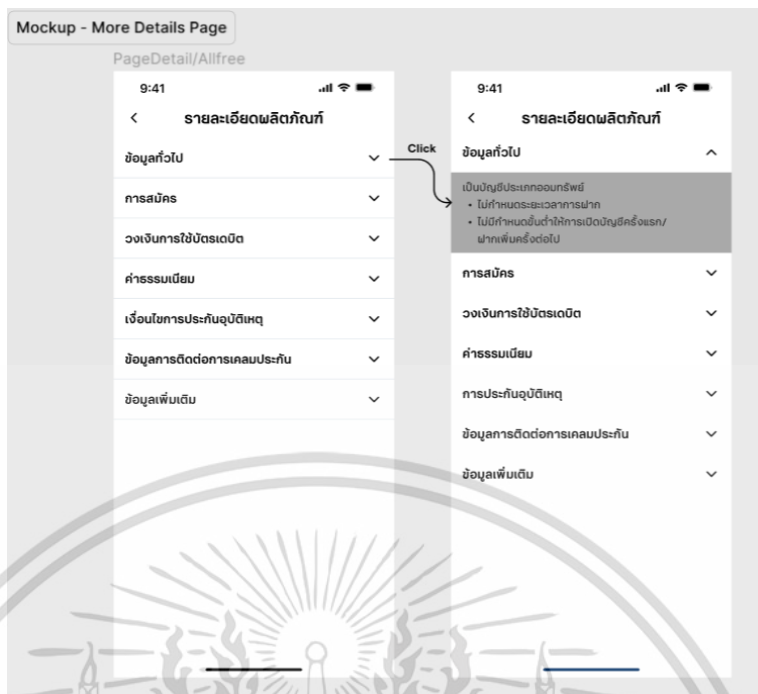 Mockup - More Details Page
PageDetail/Allfree
9:41
รายละเอียดผลิตภัณฑ์
ข้อมูลทั่วไป
การสมัคร
วงเงินการใช้บัตรเดบิต
ค่าธรรมเนียม
เงื่อนไขการประกันอุบัติเหตุ
ข้อมูลการติดต่อการเคลมประกัน
ข้อมูลเพิ่มเติม
Click
9:41
รายละเอียดผลิตภัณฑ์
ข้อมูลทั่วไป
เป็นบัญชีประเภทออมทรัพย์
• ไม่กำหนดระยะเวลาการฝาก
• ไม่มีกำหนดขั้นต่ำให้การเปิดบัญชีครั้งแรก/
ฝากเพิ่มครั้งต่อไป
การสมัคร
วงเงินการใช้บัตรเดบิต
ค่าธรรมเนียม
การประกันอุบัติเหตุ
ข้อมูลการติดต่อการเคลมประกัน
ข้อมูลเพิ่มเติม